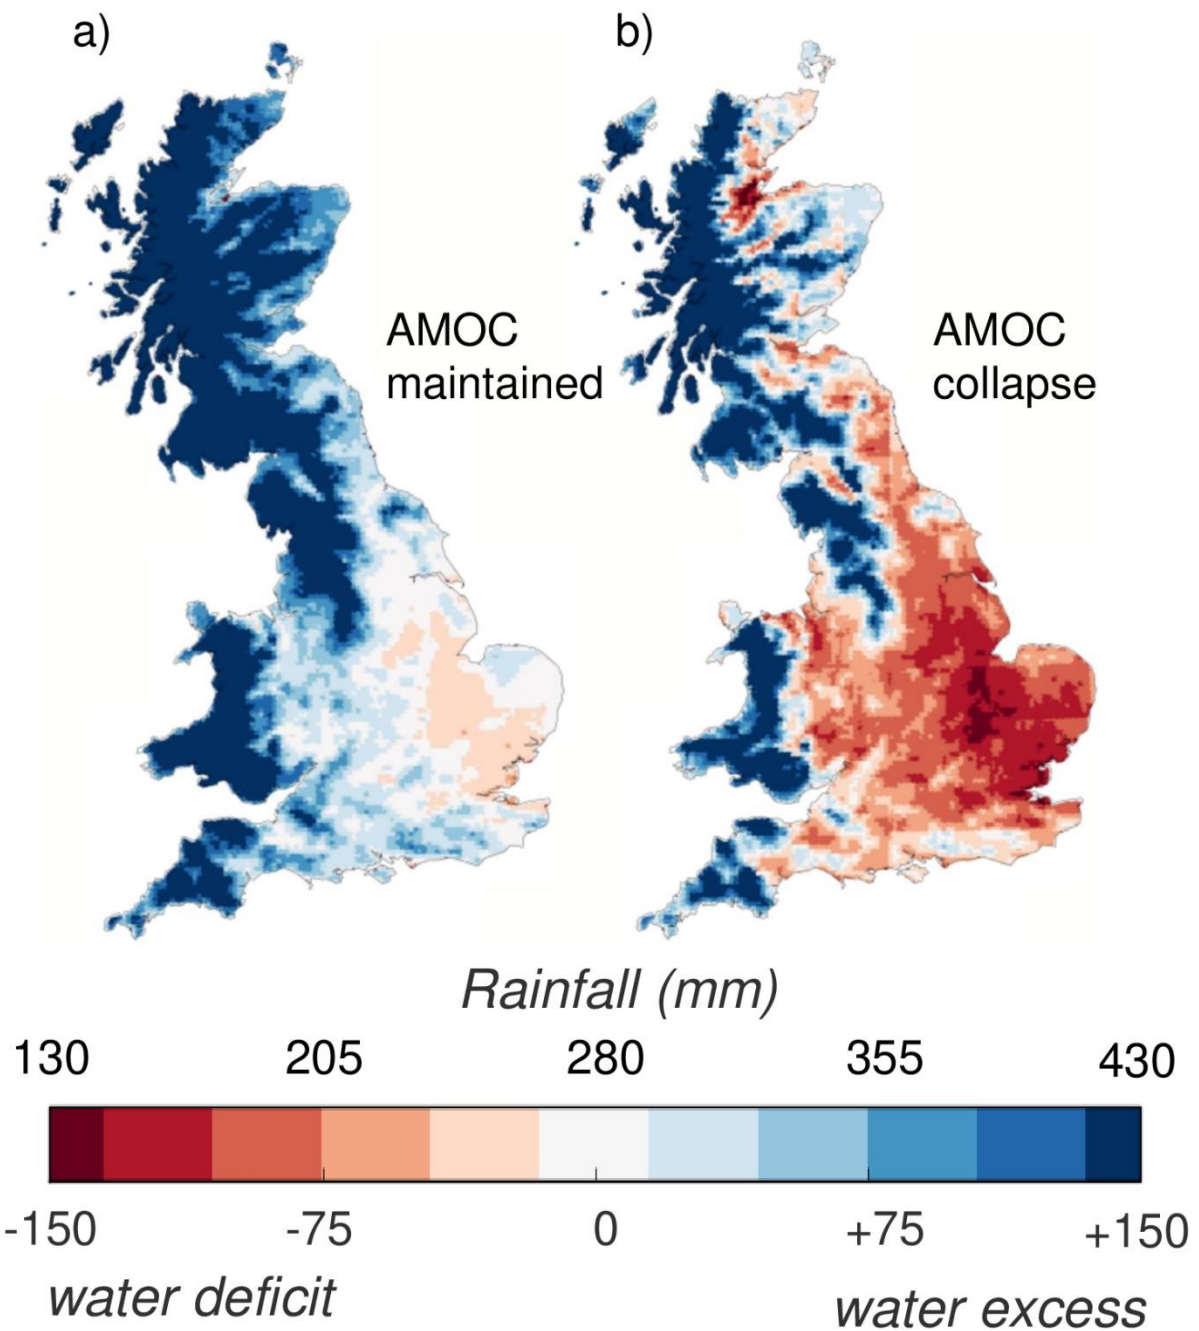 a)
b)
AMOC
maintained
AMOC
collapse
Rainfall (mm)
130 205 280 355 430
-150 -75 0 +75 +150
water deficit
water excess